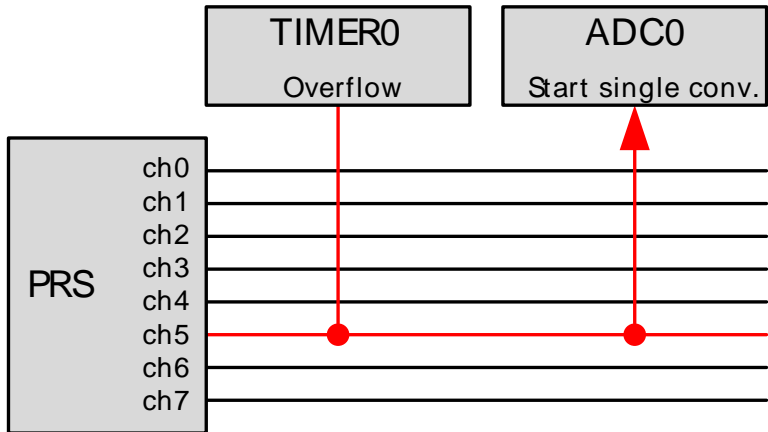 TIMER0
Overflow
ADC0
Start single conv.
PRS
ch0
ch1
ch2
ch3
ch4
ch5
ch6
ch7